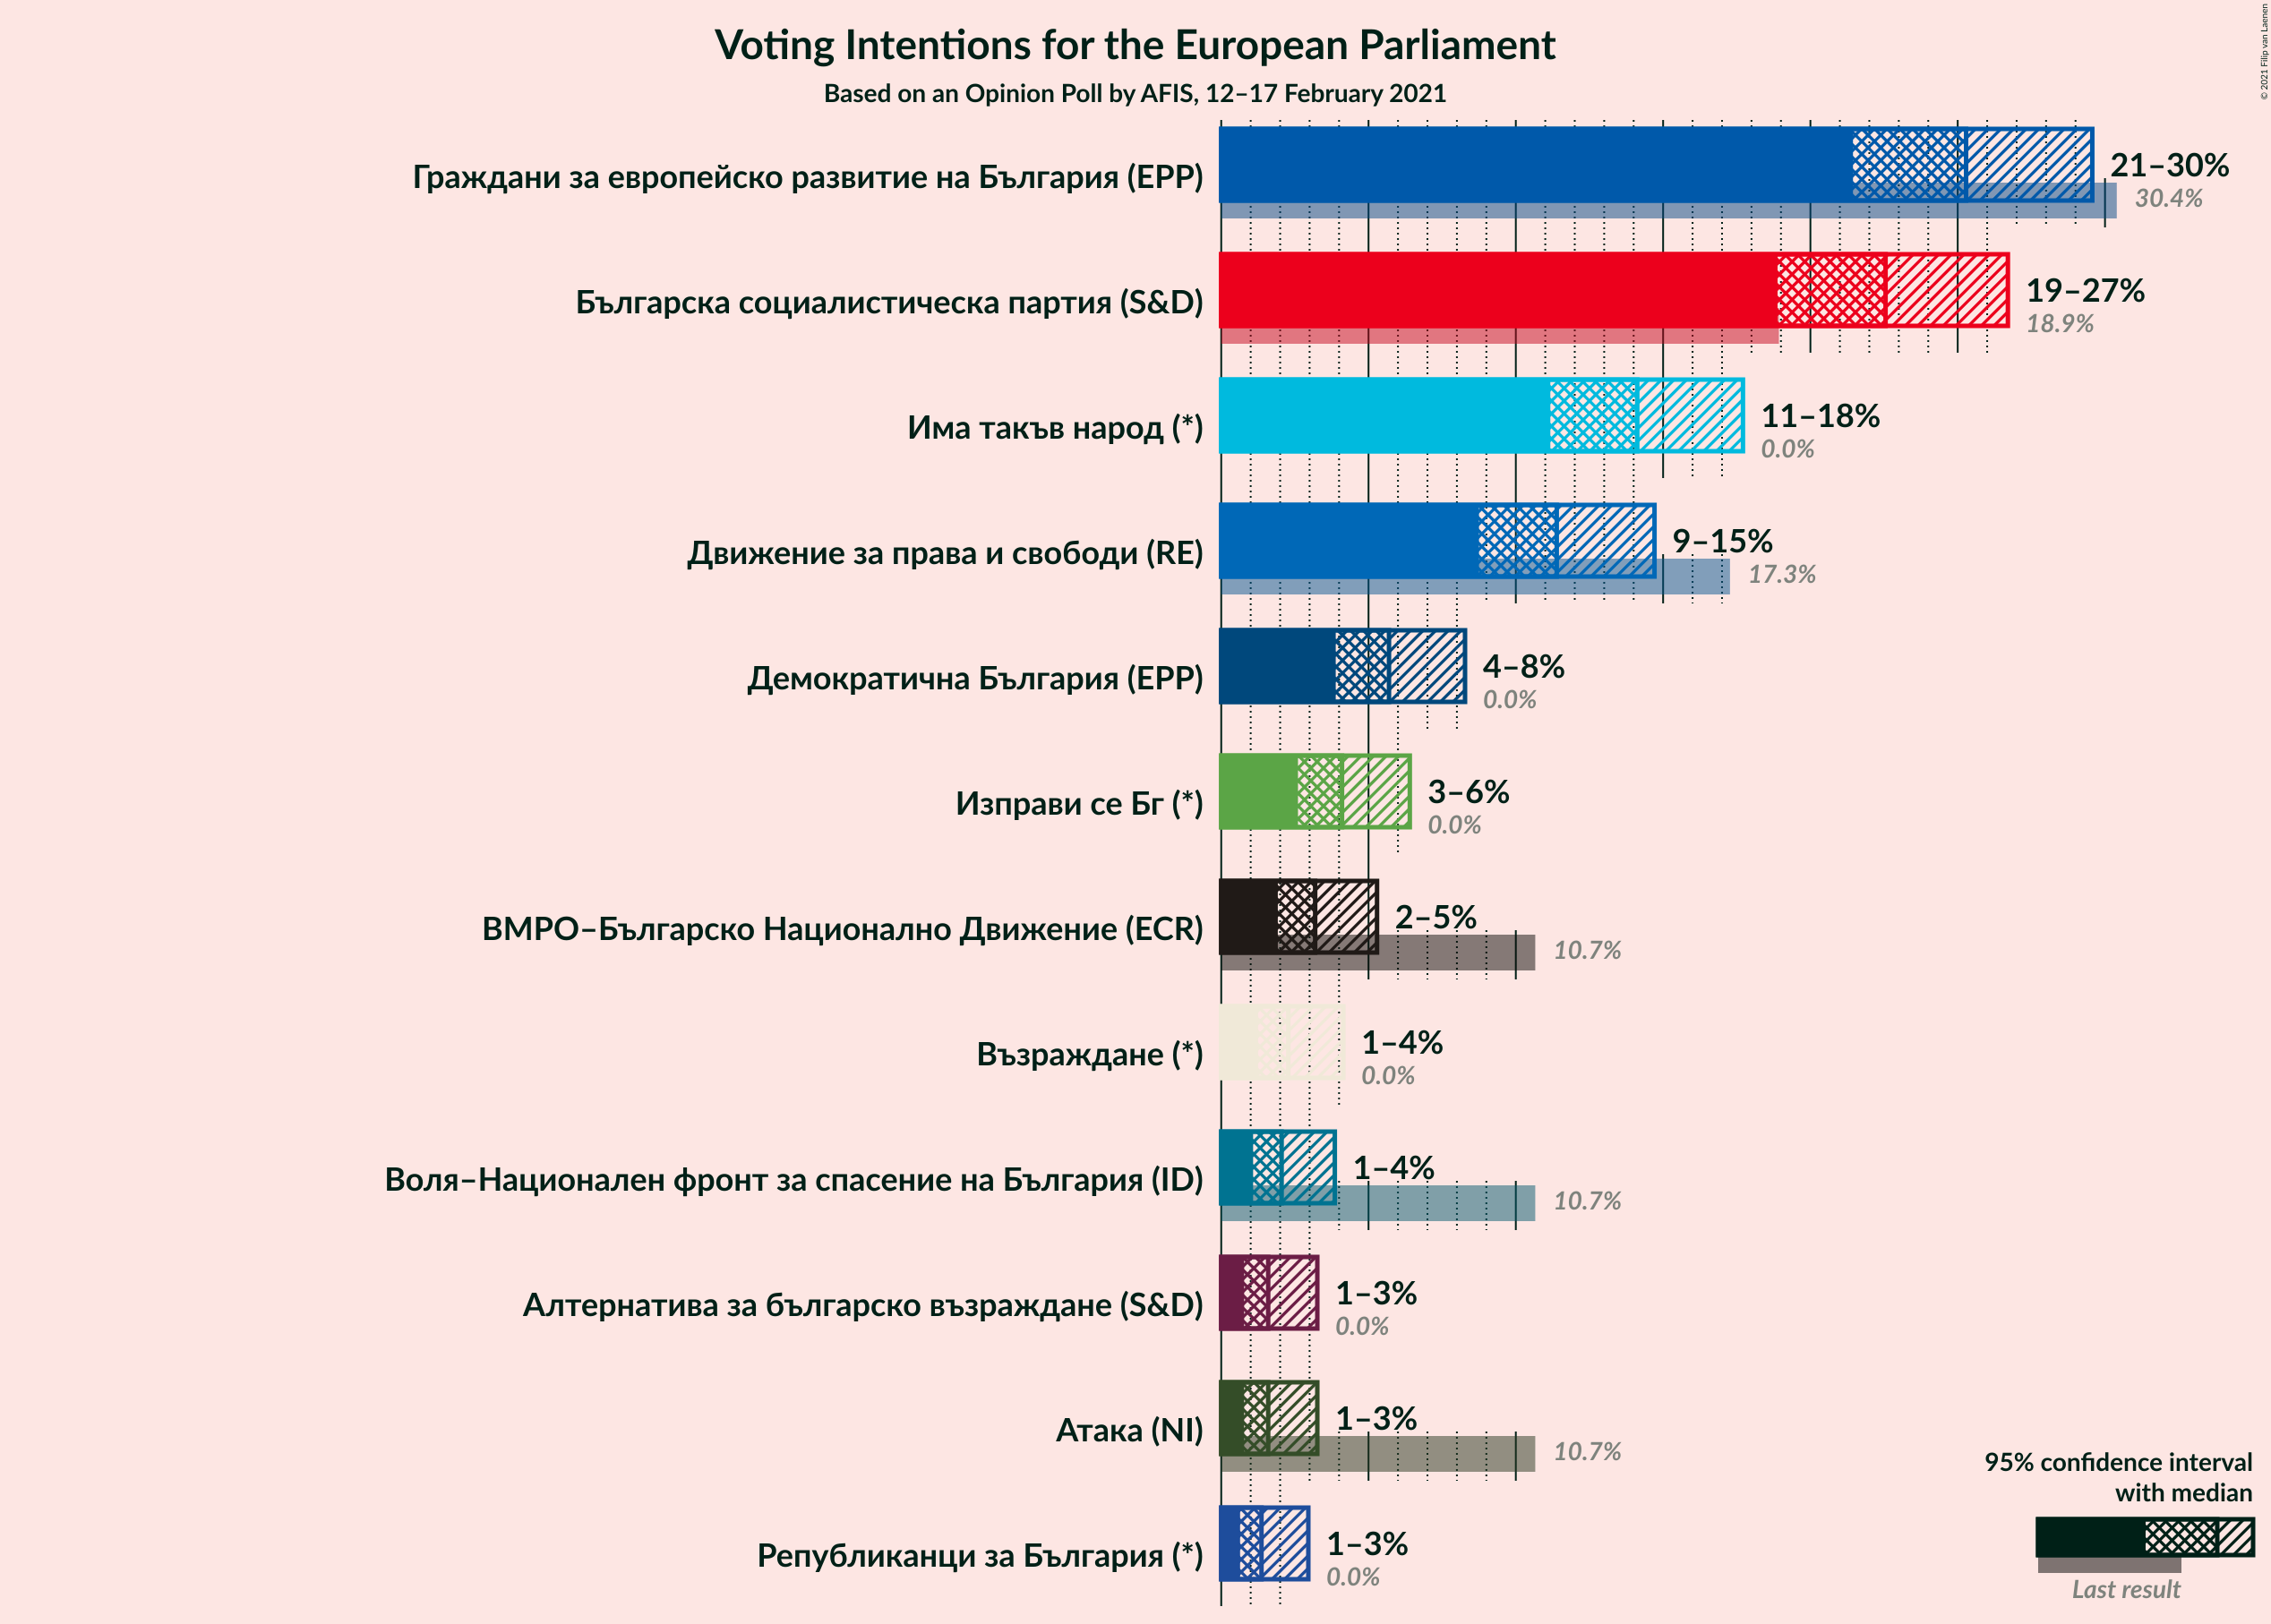 Voting Intentions for the European Parliament
Based on an Opinion Poll by AFIS, 12–17 February 2021
© 2021 Filip van Laenen
Граждани за европейско развитие на България (EPP)
21–30%
30.4%
Българска социалистическа партия (S&D)
19–27%
18.9%
Има такъв народ (*)
11–18%
0.0%
Движение за права и свободи (RE)
9–15%
17.3%
Демократична България (EPP)
4–8%
0.0%
Изправи се Бг (*)
3–6%
0.0%
ВМРО–Българско Национално Движение (ECR)
2–5%
10.7%
Възраждане (*)
1–4%
0.0%
Воля–Национален фронт за спасение на България (ID)
1–4%
10.7%
Алтернатива за българско възраждане (S&D)
1–3%
0.0%
Атака (NI)
1–3%
10.7%
Републиканци за България (*)
1–3%
0.0%
95% confidence interval
with median
Last result